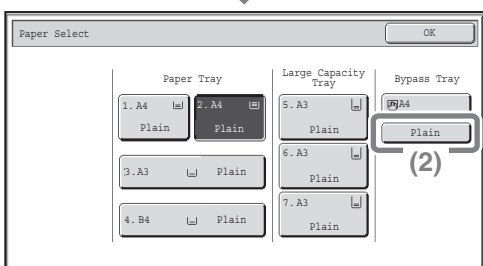 Paper Select
OK
Paper Tray
Large Capacity
Tray
Bypass Tray
1. A4
Plain
2. A4
Plain
3. A3 Plain
4. B4 Plain
5. A3
Plain
6. A3
Plain
7. A3
Plain
A4
Plain
(2)